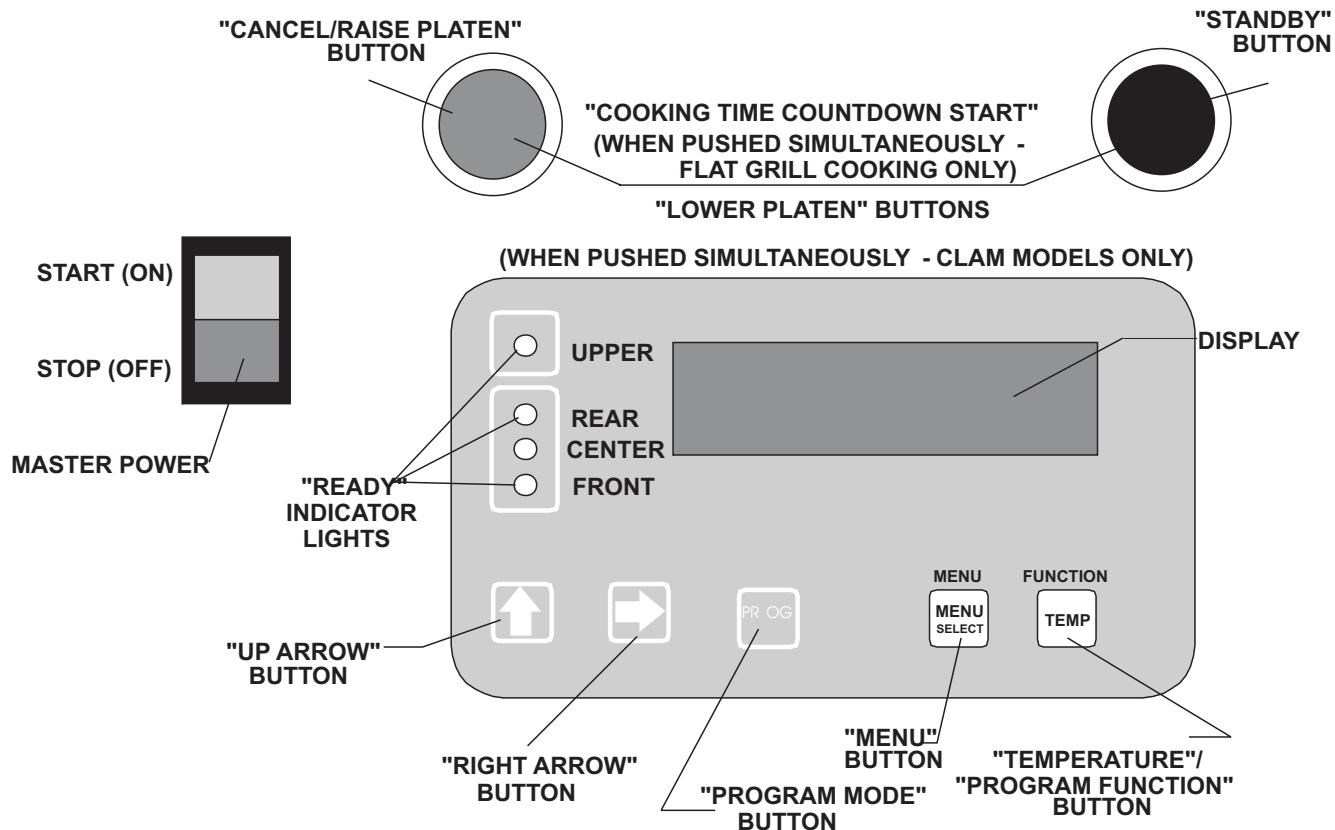 "CANCEL/RAISE PLATEN"
BUTTON
"STANDBY"
BUTTON
"COOKING TIME COUNTDOWN START"
(WHEN PUSHED SIMULTANEOUSLY -
FLAT GRILL COOKING ONLY)
"LOWER PLATEN" BUTTONS
(WHEN PUSHED SIMULTANEOUSLY - CLAM MODELS ONLY)
START (ON)
STOP (OFF)
MASTER POWER
UPPER
REAR
CENTER
FRONT
DISPLAY
"READY"
INDICATOR
LIGHTS
MENU
FUNCTION
PR OG
MENU
SELECT
TEMP
"UP ARROW"
BUTTON
"RIGHT ARROW"
BUTTON
"PROGRAM MODE"
BUTTON
"MENU"
BUTTON
"TEMPERATURE"/
"PROGRAM FUNCTION"
BUTTON